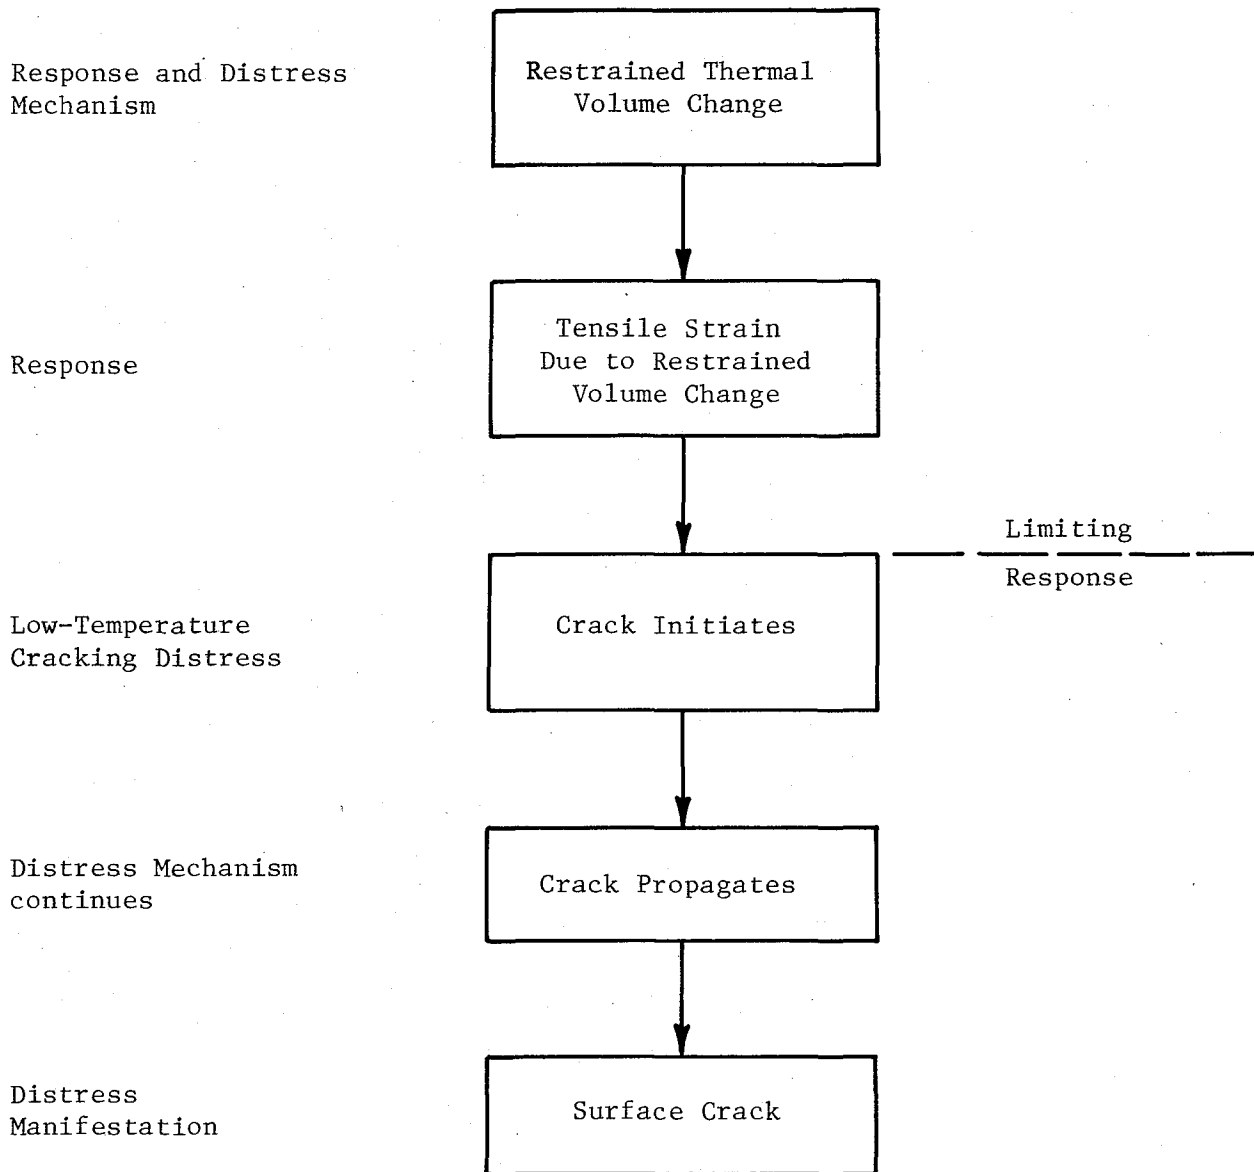 Response and Distress
Mechanism
Restrained Thermal
Volume Change
Response
Tensile Strain
Due to Restrained
Volume Change
Limiting
Response
Low-Temperature
Cracking Distress
Crack Initiates
Distress Mechanism
continues
Crack Propagates
Distress
Manifestation
Surface Crack